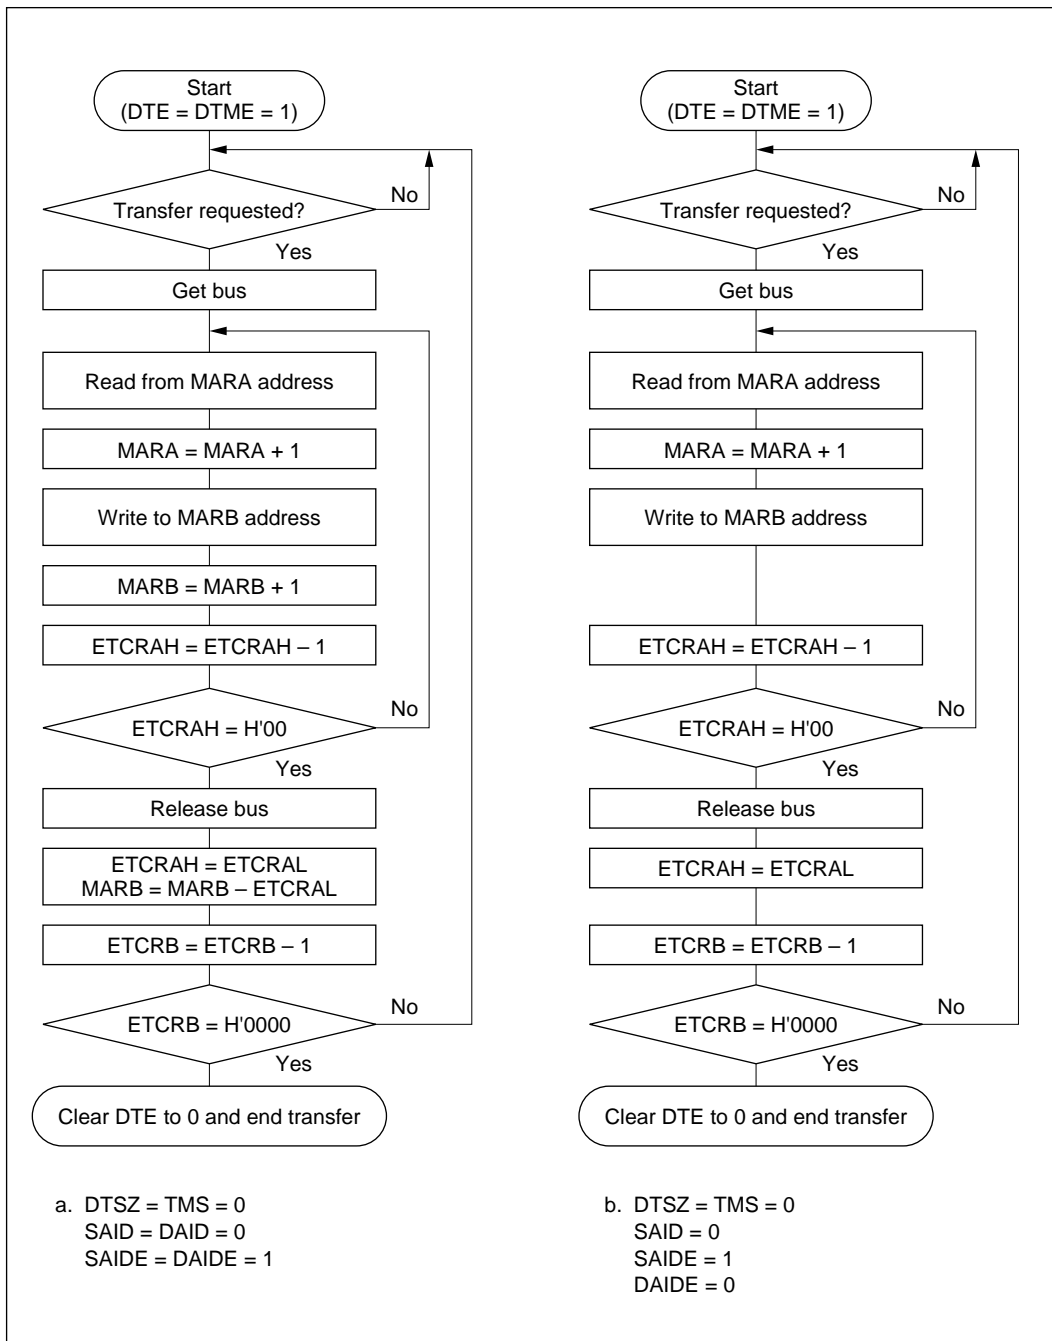 Start
(DTE = DTME = 1)
Transfer requested?
No
Yes
Get bus
Read from MARA address
MARA = MARA + 1
Write to MARB address
MARB = MARB + 1
ETCRAH = ETCRAH – 1
ETCRAH = H'00
No
Yes
Release bus
ETCRAH = ETCRAL
MARB = MARB – ETCRAL
ETCRB = ETCRB – 1
ETCRB = H'0000
No
Yes
Clear DTE to 0 and end transfer
a. DTSZ = TMS = 0
SAID = DAID = 0
SAIDE = DAIDE = 1
Start
(DTE = DTME = 1)
Transfer requested?
No
Yes
Get bus
Read from MARA address
MARA = MARA + 1
Write to MARB address
ETCRAH = ETCRAH – 1
ETCRAH = H'00
No
Yes
Release bus
ETCRAH = ETCRAL
ETCRB = ETCRB – 1
ETCRB = H'0000
No
Yes
Clear DTE to 0 and end transfer
b. DTSZ = TMS = 0
SAID = 0
SAIDE = 1
DAIDE = 0